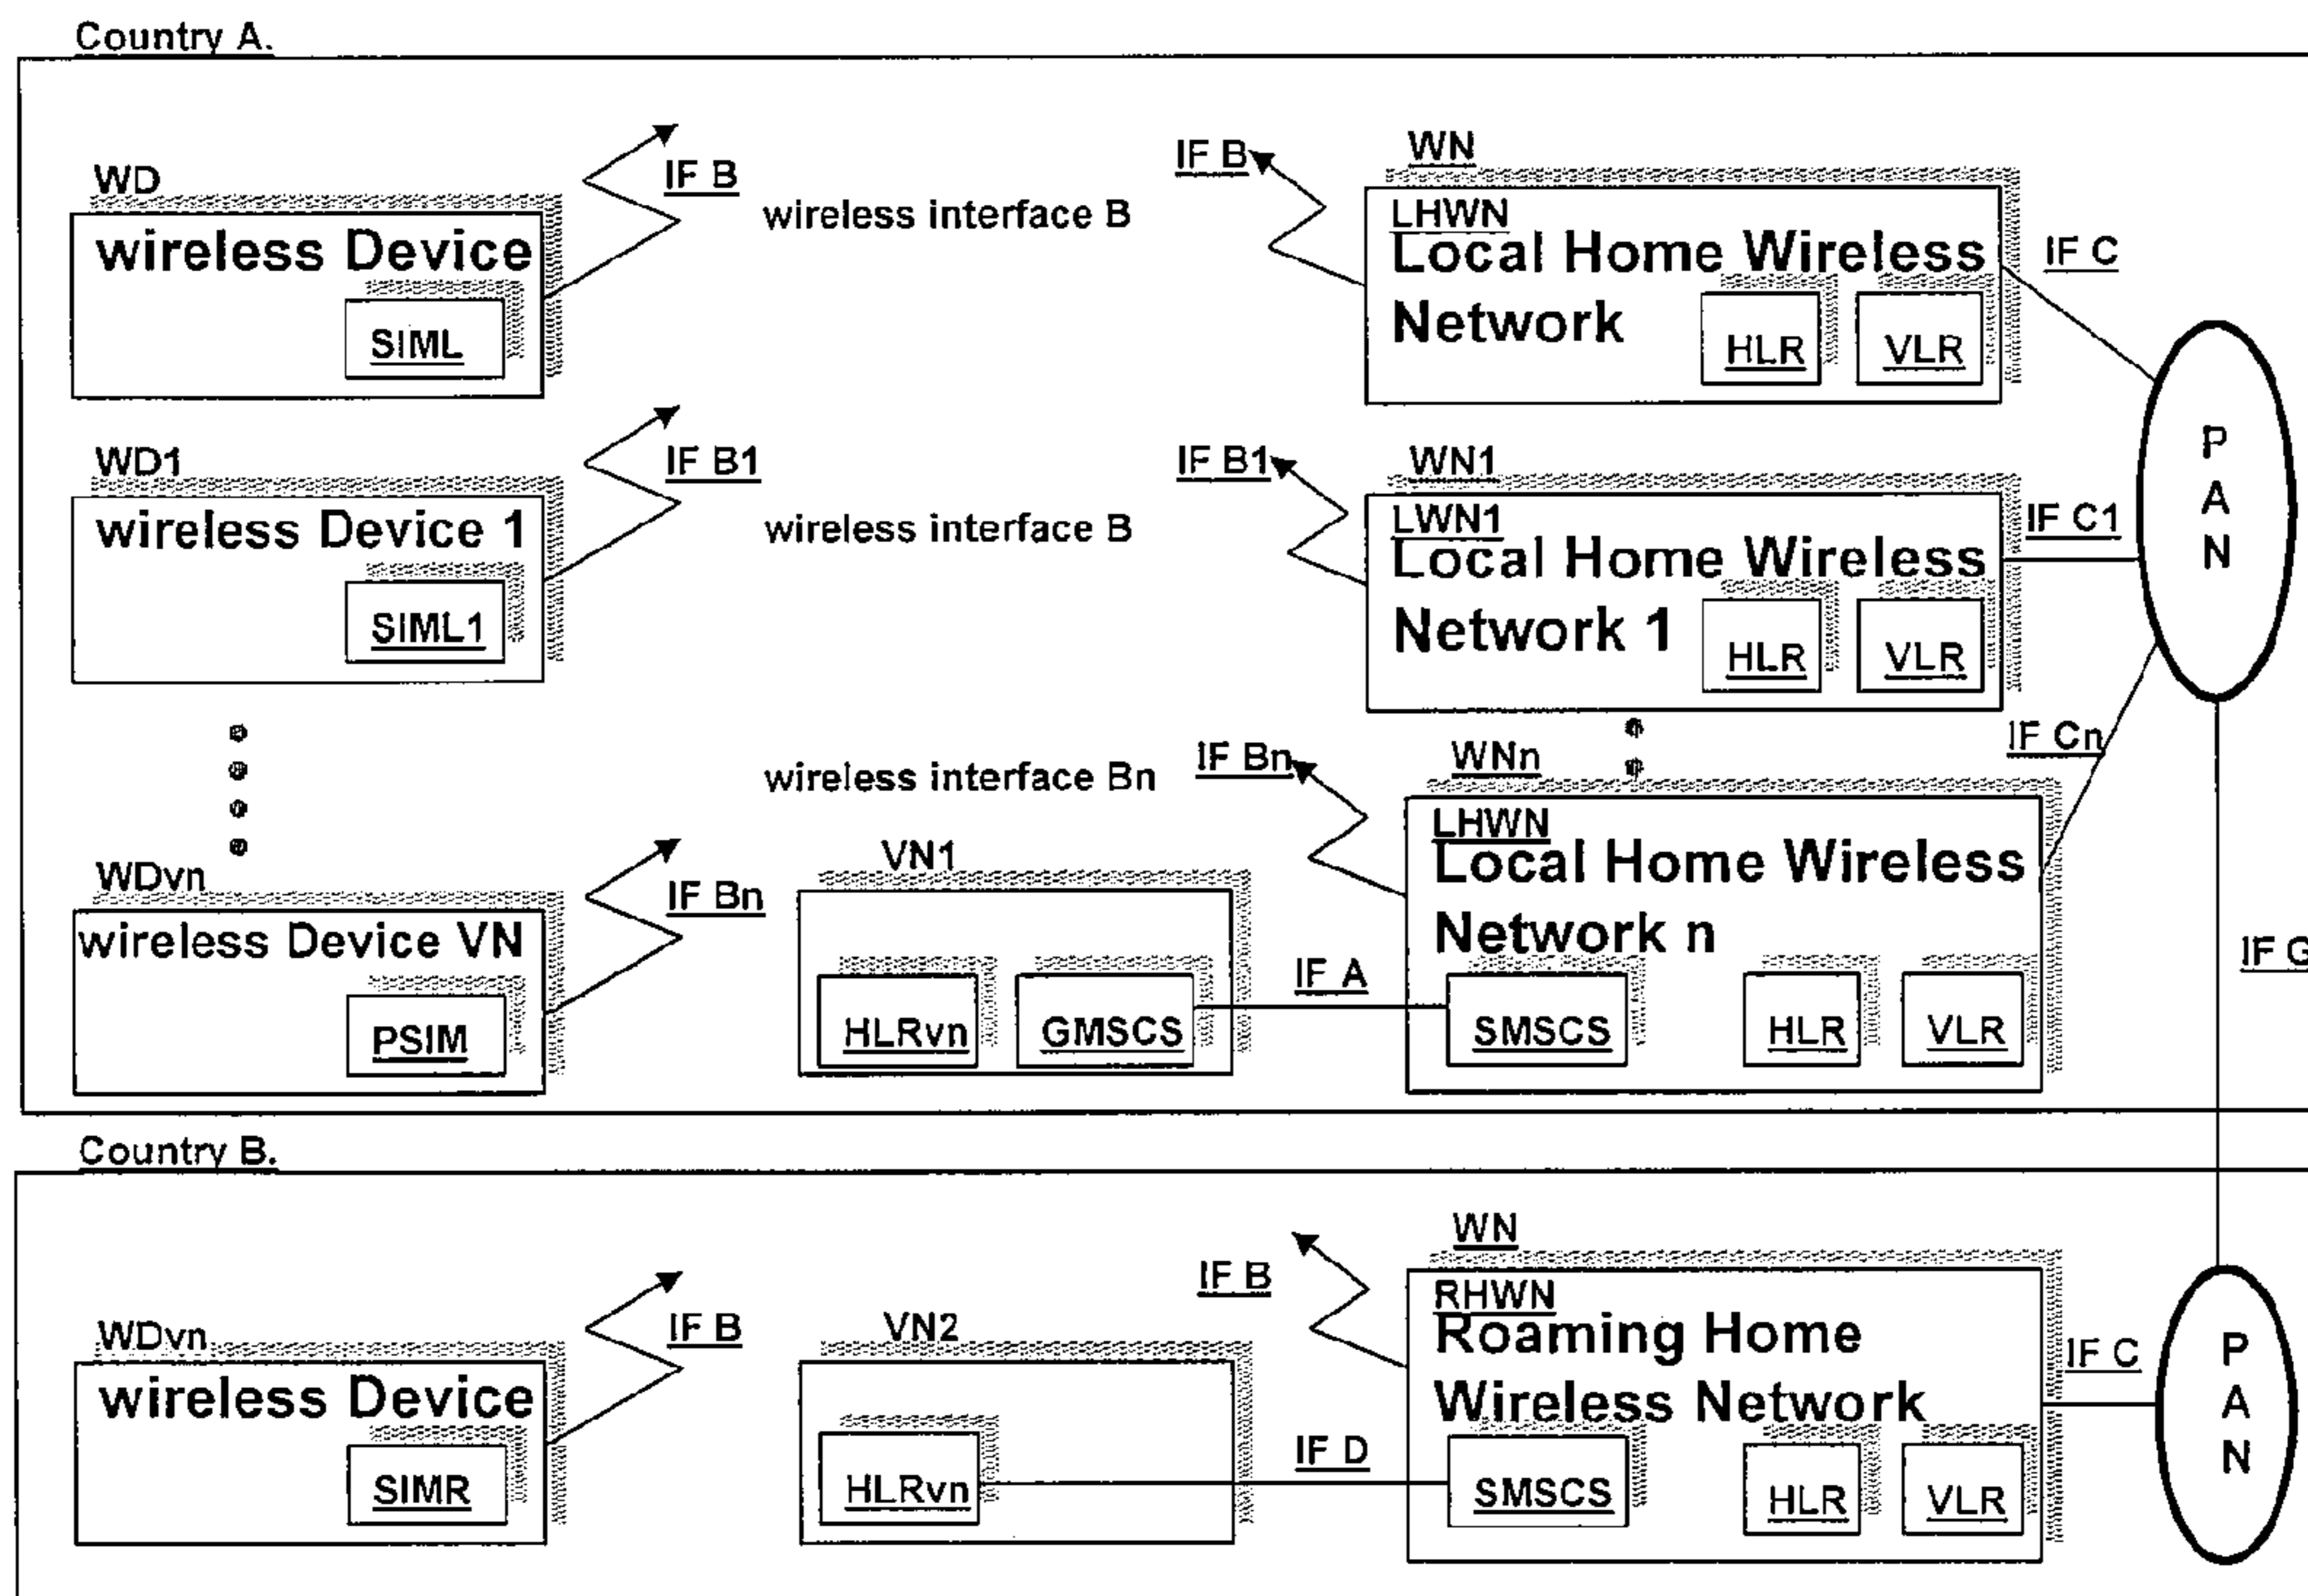 Country A.
WD
wireless Device
SIML
IF B
wireless interface B
IF B
WN
LHWN
Local Home Wireless
Network
HLR
VLR
IF C
WD1
wireless Device 1
SIML1
IF B1
wireless interface B
IF B1
WN1
LWN1
Local Home Wireless
Network 1
HLR
VLR
IF C1
P
A
N
WDvn
wireless Device VN
PSIM
IF Bn
wireless interface Bn
VN1
HLRvn
GMSCS
IF A
IF Bn
WNn
LHWN
Local Home Wireless
Network n
SMSCS
HLR
VLR
IF Cn
IF G
Country B.
WDvn
wireless Device
SIMR
IF B
VN2
HLRvn
IF D
IF B
WN
RHWN
Roaming Home
Wireless Network
SMSCS
HLR
VLR
IF C
P
A
N